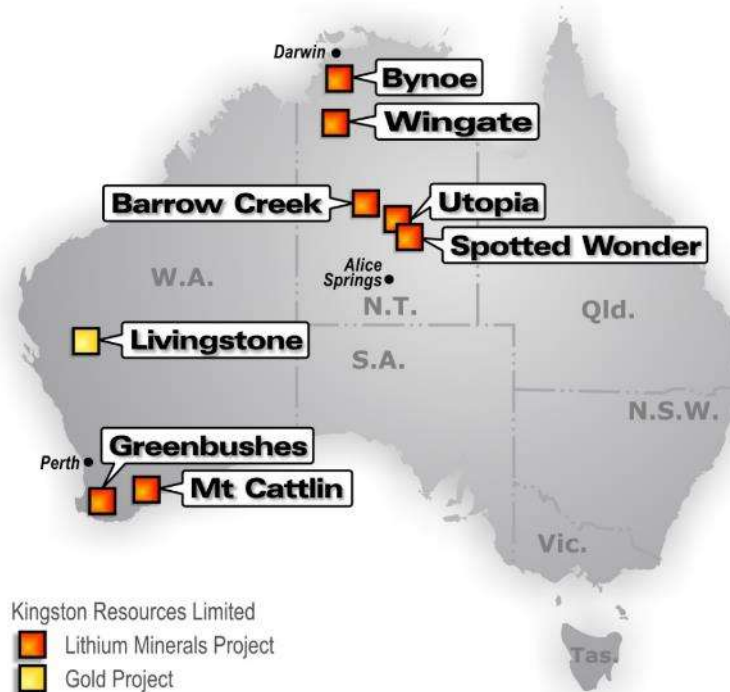 Darwin
Bynoe
Wingate
Barrow Creek
Utopia
Spotted Wonder
Alice
Springs
W.A.
N.T.
Qld.
Livingstone
S.A.
N.S.W.
Greenbushes
Perth
Mt Cattlin
Vic.
Tas.
Kingston Resources Limited
Lithium Minerals Project
Gold Project